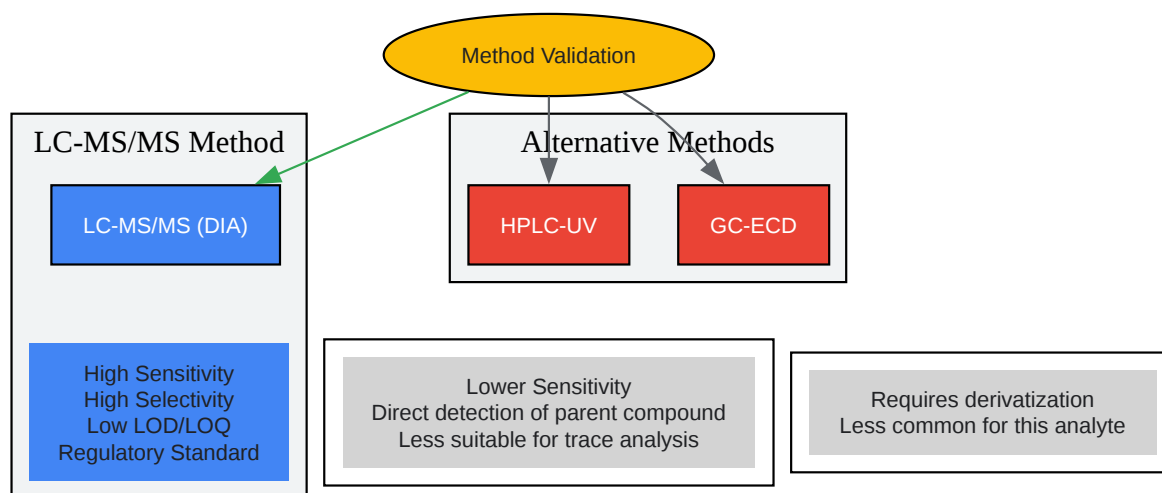 Method Validation
LC-MS/MS Method
Alternative Methods
LC-MS/MS (DIA)
HPLC-UV
GC-ECD
High Sensitivity
High Selectivity
Low LOD/LOQ
Regulatory Standard
Lower Sensitivity
Direct detection of parent compound
Less suitable for trace analysis
Requires derivatization
Less common for this analyte